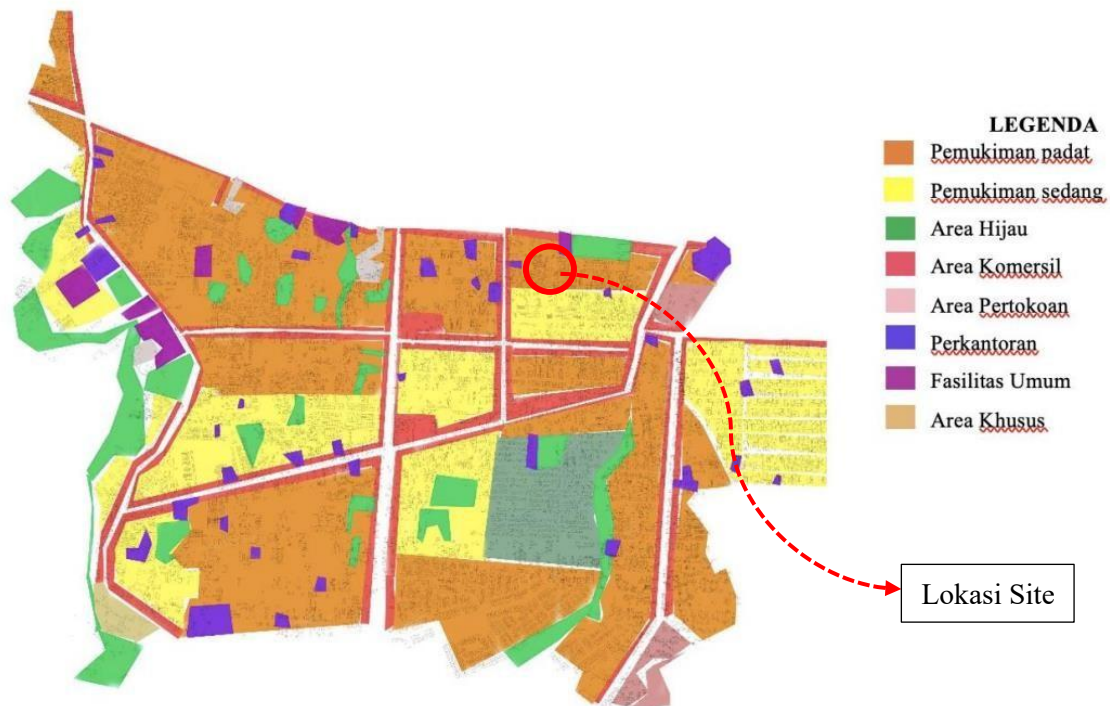 LEGENDA
Pemukiman padat
Pemukiman sedang
Area Hijau
Area Komersil
Area Pertokoan
Perkantoran
Fasilitas Umum
Area Khusus
Lokasi Site